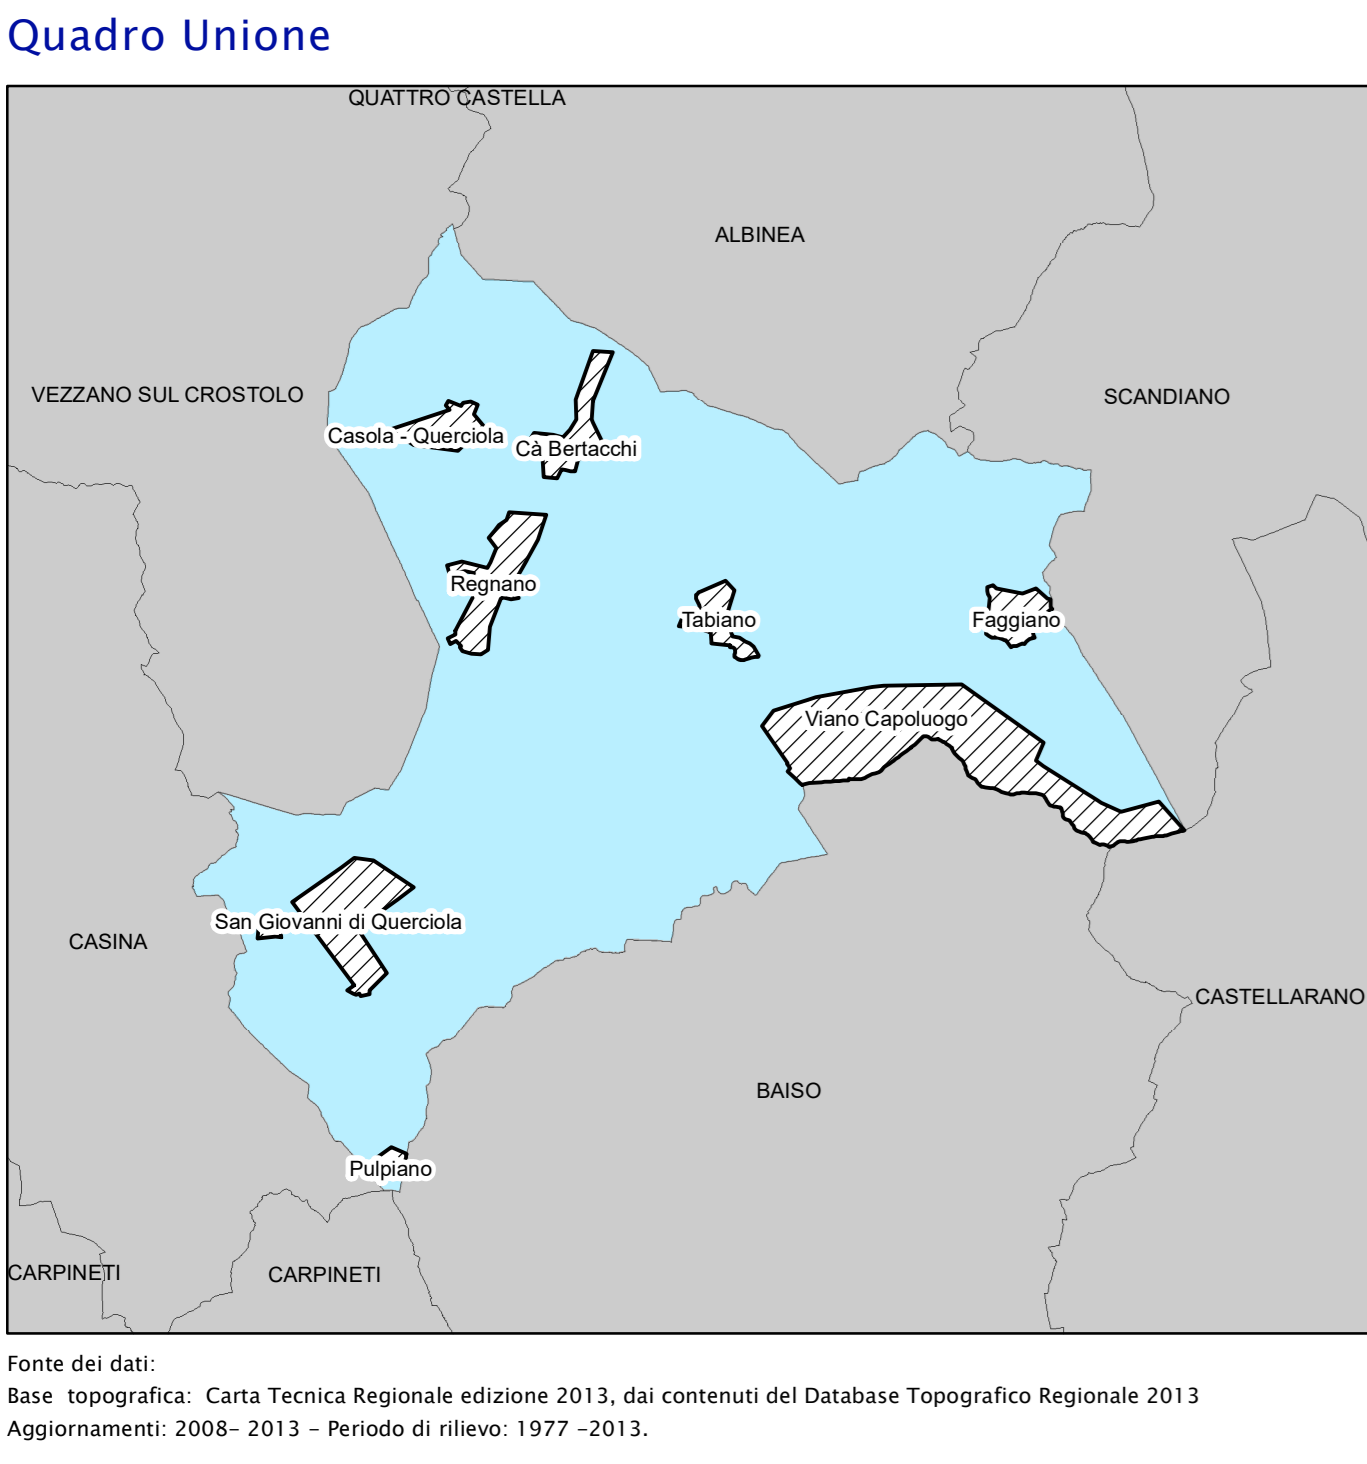 Quadro Unione
QUATTRO CASTELLA
ALBINEA
VEZZANO SUL CROSTOLO
SCANDIANO
Casola - Querciola
Cà Bertacchi
Regnano
Tabiano
Faggiano
Viano Capoluogo
San Giovanni di Querciola
CASINA
CASTELLARANO
BAISO
Pulpiano
CARPINETI
CARPINETI
Fonte dei dati:
Base topografica: Carta Tecnica Regionale edizione 2013, dai contenuti del Database Topografico Regionale 2013
Aggiornamenti: 2008- 2013 - Periodo di rilievo: 1977 -2013.